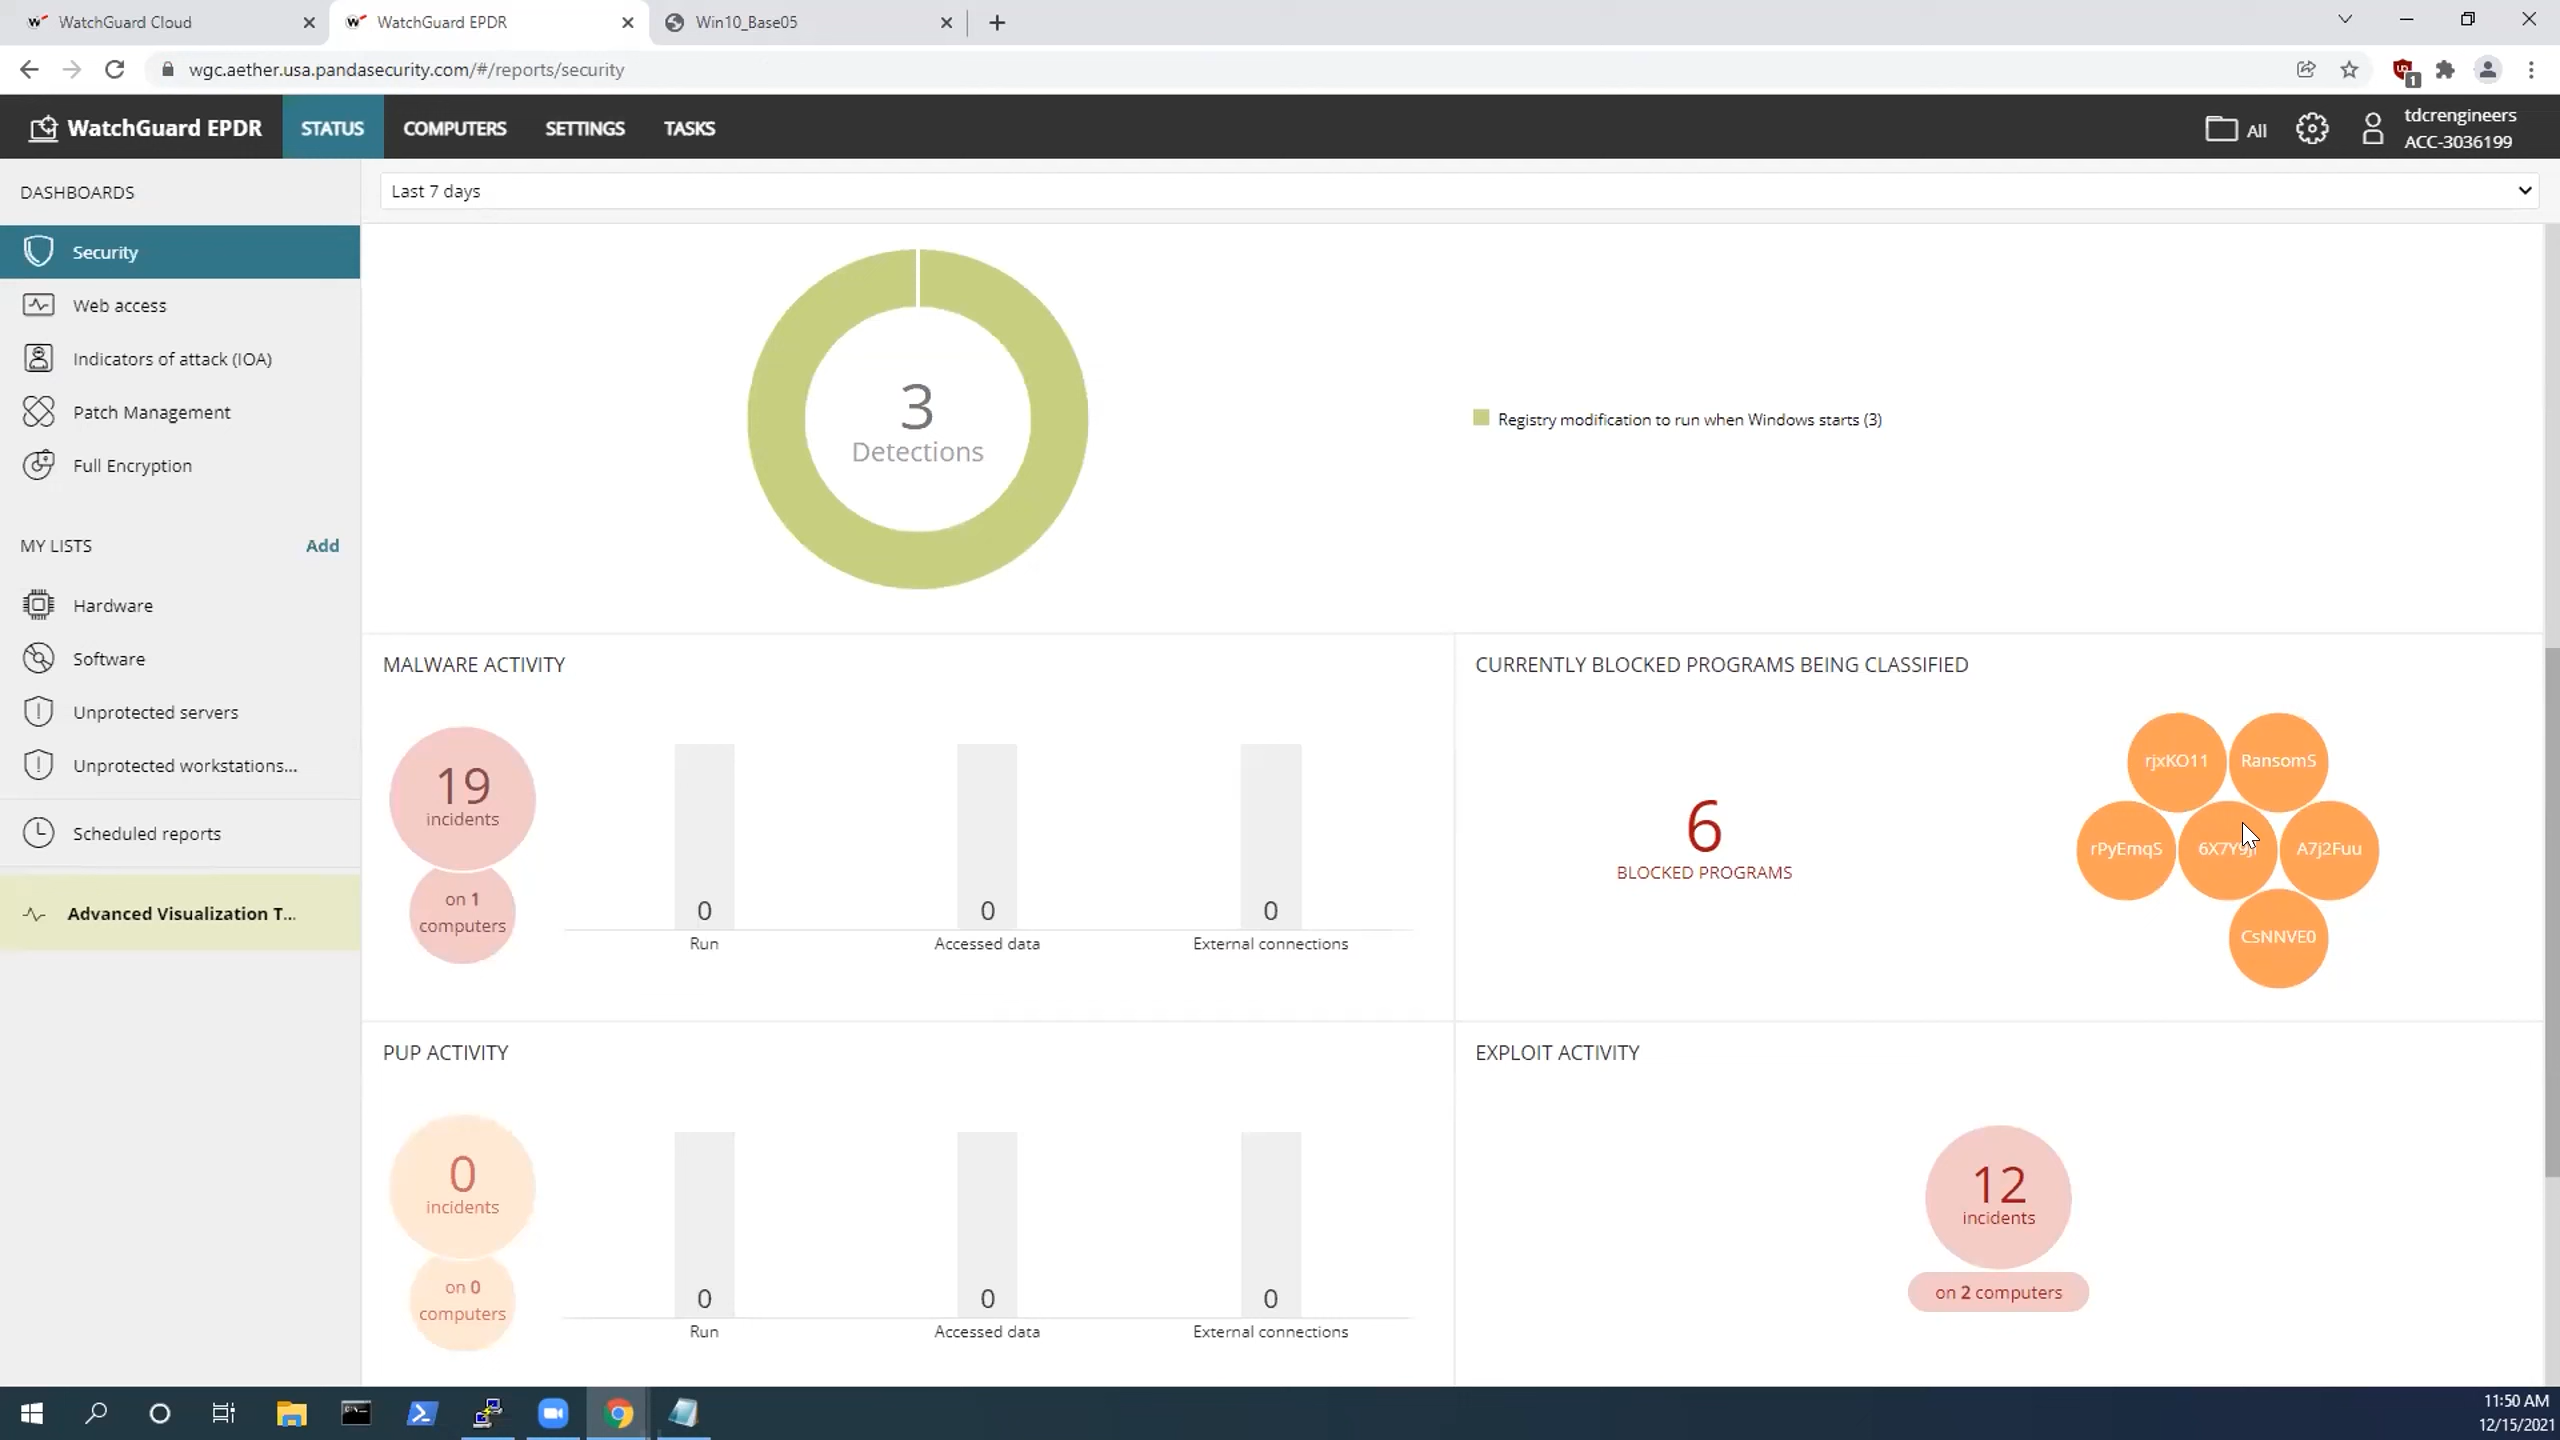 WatchGuard Cloud
WatchGuard EPDR
Win10_Base05
wgc.aether.usa.pandasecurity.com/#/reports/security
1
WatchGuard EPDR
STATUS
COMPUTERS
SETTINGS
TASKS
All
tdcrengineers
ACC-3036199
DASHBOARDS
Security
Web access
Indicators of attack (IOA)
Patch Management
Full Encryption
MY LISTS
Add
Hardware
Software
Unprotected servers
Unprotected workstations...
Scheduled reports
Advanced Visualization T...
Last 7 days
3
Detections
Registry modification to run when Windows starts (3)
MALWARE ACTIVITY
19
incidents
on 1
computers
0
Run
0
Accessed data
0
External connections
CURRENTLY BLOCKED PROGRAMS BEING CLASSIFIED
6
BLOCKED PROGRAMS
rjxKO11
RansomS
rPyEmqS
A7j2Fuu
CsNNVE0
PUP ACTIVITY
0
incidents
on 0
computers
0
Run
0
Accessed data
0
External connections
EXPLOIT ACTIVITY
12
incidents
on 2 computers
11:50 AM
12/15/2021